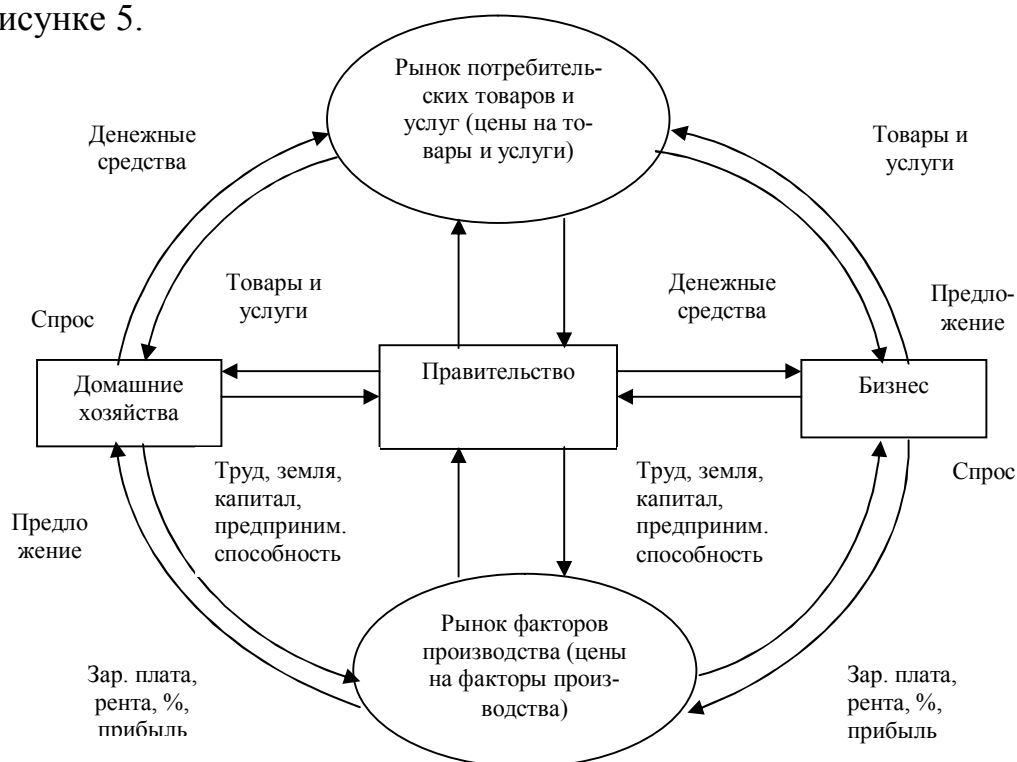 исунке 5.
Рынок потребитель-
ских товаров и
услуг (цены на то-
вары и услуги)
Денежные
средства
Товары и
услуги
Товары и
услуги
Денежные
средства
Спрос
Предло-
жение
Домашние
хозяйства
Правительство
Бизнес
Труд, земля,
капитал,
предприним.
способность
Труд, земля,
капитал,
предприним.
способность
Спрос
Предло
жение
Рынок факторов
производства (цены
на факторы произ-
водства)
Зар. плата,
рента, %,
прибыль
Зар. плата,
рента, %,
прибыль